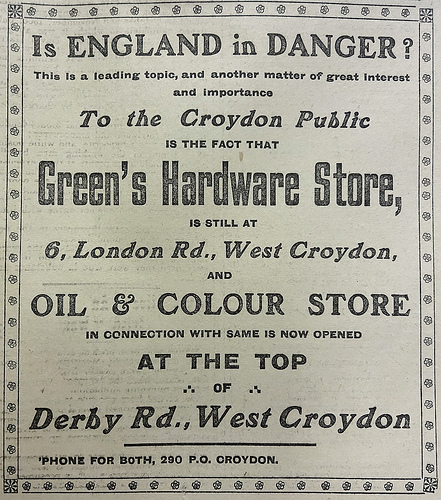 Is ENGLAND in DANGER?
This is a leading topic, and another matter of great interest
and importance
To the Croydon Public
IS THE FACT THAT
Green's Hardware Store,
IS STILL AT
6, London Rd., West Croydon,
AND
OIL & COLOUR STORE
IN CONNECTION WITH SAME IS NOW OPENED
AT THE TOP
OF
Derby Rd., West Croydon
'PHONE FOR BOTH, 290 P.O. CROYDON.